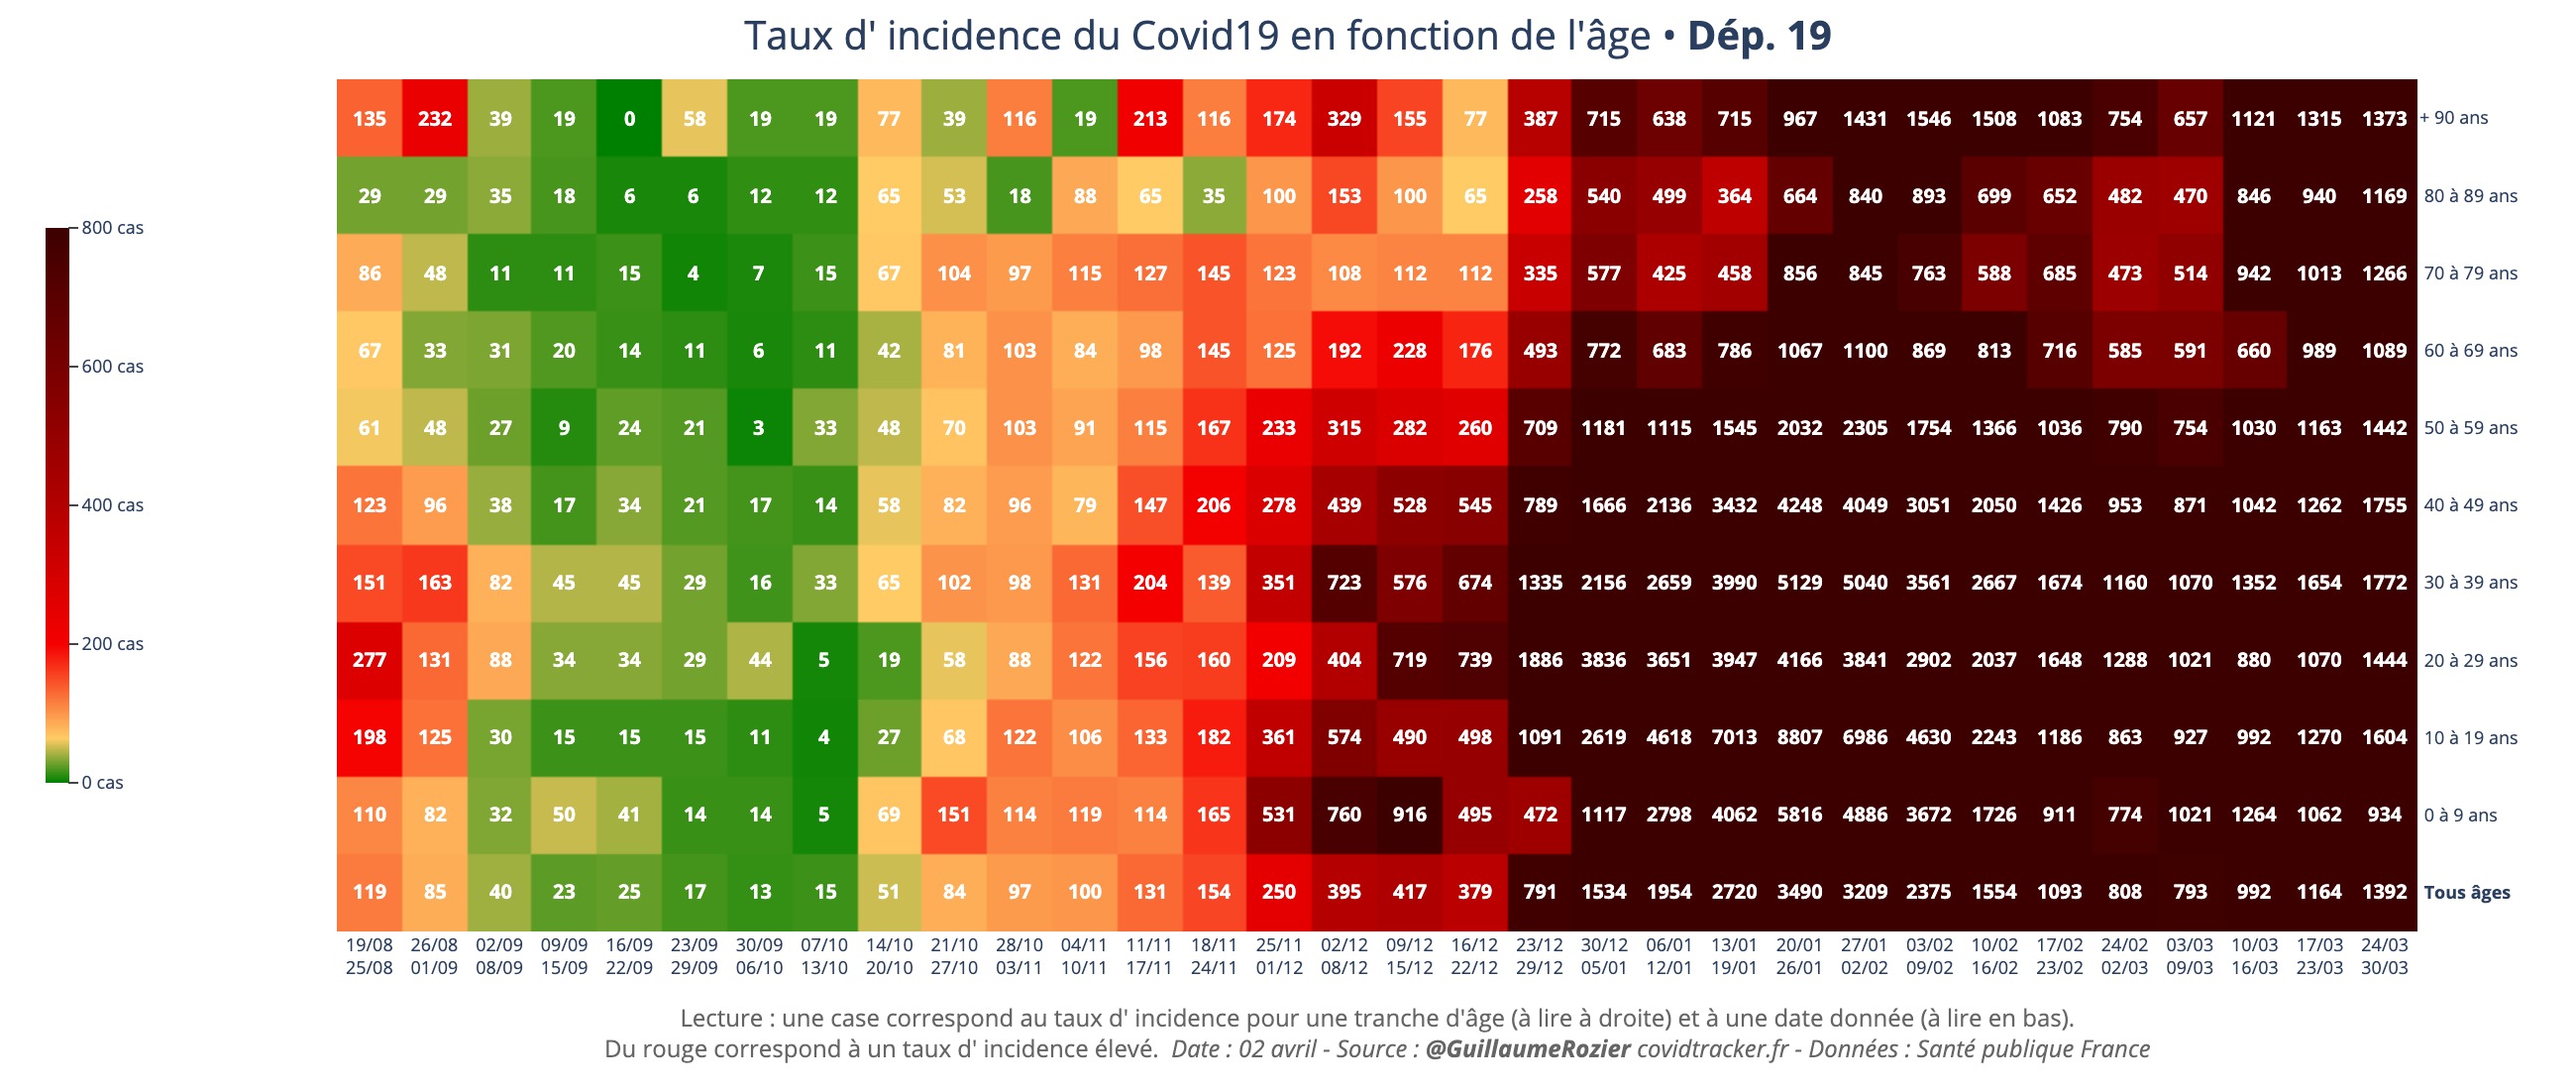 Taux d' incidence du Covid19 en fonction de l'âge • Dép. 19
135 232 39 19 0 58 19 19 77 39 116 19 213 116 174 329 155 77 387 715 638 715 967 1431 1546 1508 1083 754 657 1121 1315 1373 + 90 ans
29 29 35 18 6 6 12 12 65 53 18 88 65 35 100 153 100 65 258 540 499 364 664 840 893 699 652 482 470 846 940 1169 80 à 89 ans
86 48 11 11 15 4 7 15 67 104 97 115 127 145 123 108 112 112 335 577 425 458 856 845 763 588 685 473 514 942 1013 1266 70 à 79 ans
67 33 31 20 14 11 6 11 42 81 103 84 98 145 125 192 228 176 493 772 683 786 1067 1100 869 813 716 585 591 660 989 1089 60 à 69 ans
61 48 27 9 24 21 3 33 48 70 103 91 115 167 233 315 282 260 709 1181 1115 1545 2032 2305 1754 1366 1036 790 754 1030 1163 1442 50 à 59 ans
123 96 38 17 34 21 17 14 58 82 96 79 147 206 278 439 528 545 789 1666 2136 3432 4248 4049 3051 2050 1426 953 871 1042 1262 1755 40 à 49 ans
151 163 82 45 45 29 16 33 65 102 98 131 204 139 351 723 576 674 1335 2156 2659 3990 5129 5040 3561 2667 1674 1160 1070 1352 1654 1772 30 à 39 ans
277 131 88 34 34 29 44 5 19 58 88 122 156 160 209 404 719 739 1886 3836 3651 3947 4166 3841 2902 2037 1648 1288 1021 880 1070 1444 20 à 29 ans
198 125 30 15 15 15 11 4 27 68 122 106 133 182 361 574 490 498 1091 2619 4618 7013 8807 6986 4630 2243 1186 863 927 992 1270 1604 10 à 19 ans
110 82 32 50 41 14 14 5 69 151 114 119 114 165 531 760 916 495 472 1117 2798 4062 5816 4886 3672 1726 911 774 1021 1264 1062 934 0 à 9 ans
119 85 40 23 25 17 13 15 51 84 97 100 131 154 250 395 417 379 791 1534 1954 2720 3490 3209 2375 1554 1093 808 793 992 1164 1392 Tous âges
19/08 26/08 02/09 09/09 16/09 23/09 30/09 07/10 14/10 21/10 28/10 04/11 11/11 18/11 25/11 02/12 09/12 16/12 23/12 30/12 06/01 13/01 20/01 27/01 03/02 10/02 17/02 24/02 03/03 10/03 17/03 24/03
25/08 01/09 08/09 15/09 22/09 29/09 06/10 13/10 20/10 27/10 03/11 10/11 17/11 24/11 01/12 08/12 15/12 22/12 29/12 05/01 12/01 19/01 26/01 02/02 09/02 16/02 23/02 02/03 09/03 16/03 23/03 30/03
800 cas
600 cas
400 cas
200 cas
0 cas
Lecture : une case correspond au taux d' incidence pour une tranche d'âge (à lire à droite) et à une date donnée (à lire en bas).
Du rouge correspond à un taux d' incidence élevé. Date : 02 avril - Source : @GuillaumeRozier covidtracker.fr - Données : Santé publique France